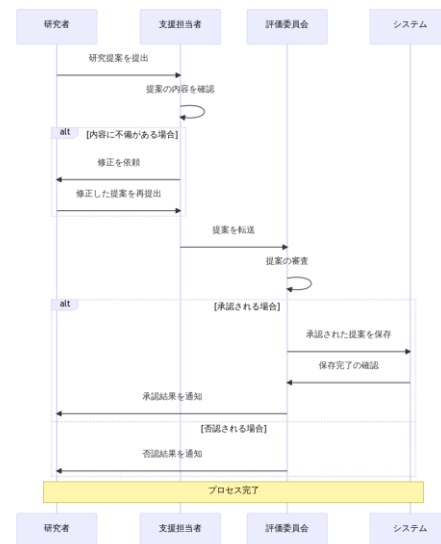 研究者 支援担当者 評価委員会 システム
研究提案を提出
提案の内容を確認
alt [内容に不備がある場合]
修正を依頼
修正した提案を再提出
提案を転送
提案の審査
alt [承認される場合]
承認された提案を保存
保存完了の確認
承認結果を通知
[否認される場合]
否認結果を通知
プロセス完了
研究者 支援担当者 評価委員会 システム